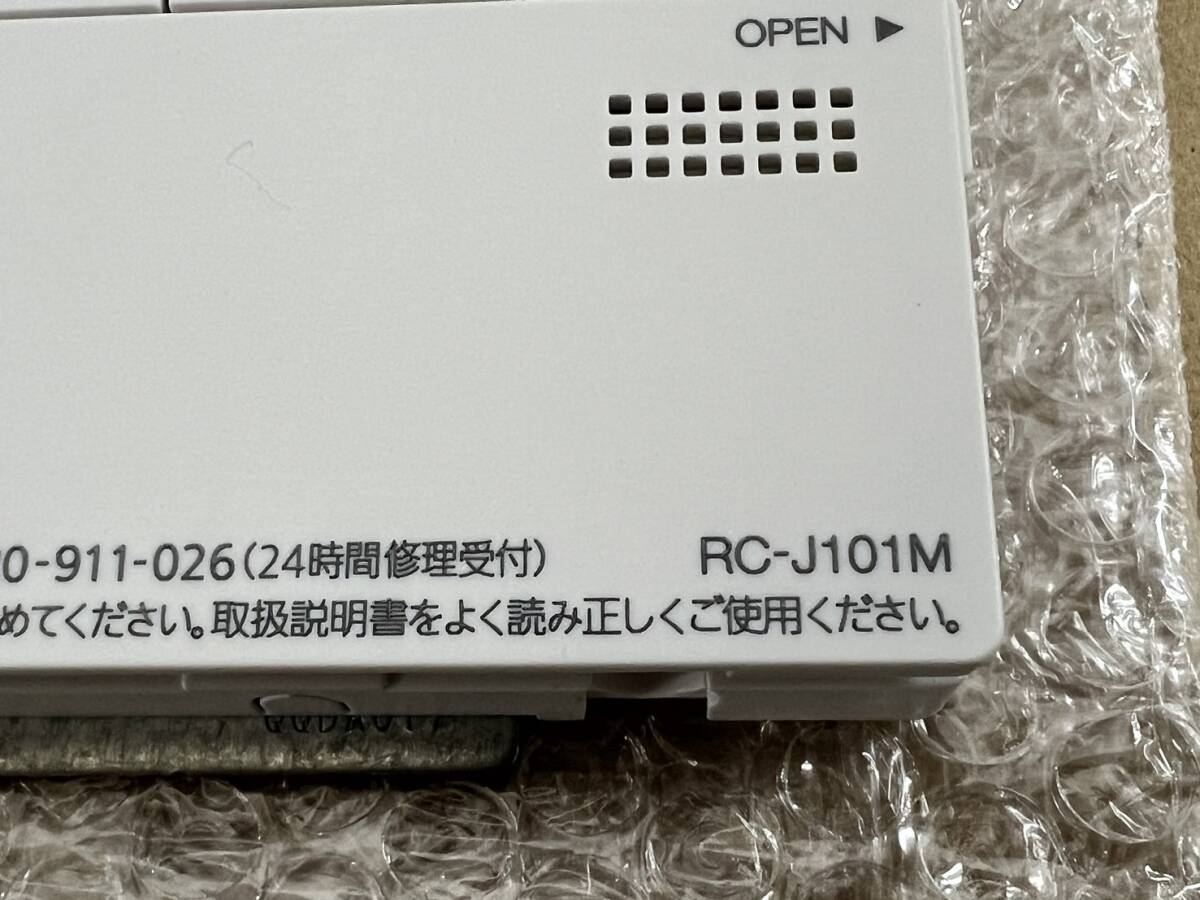 OPEN ▶
0-911-026(24時間修理受付)
RC-J101M
めてください。取扱説明書をよく読み正しくご使用ください。